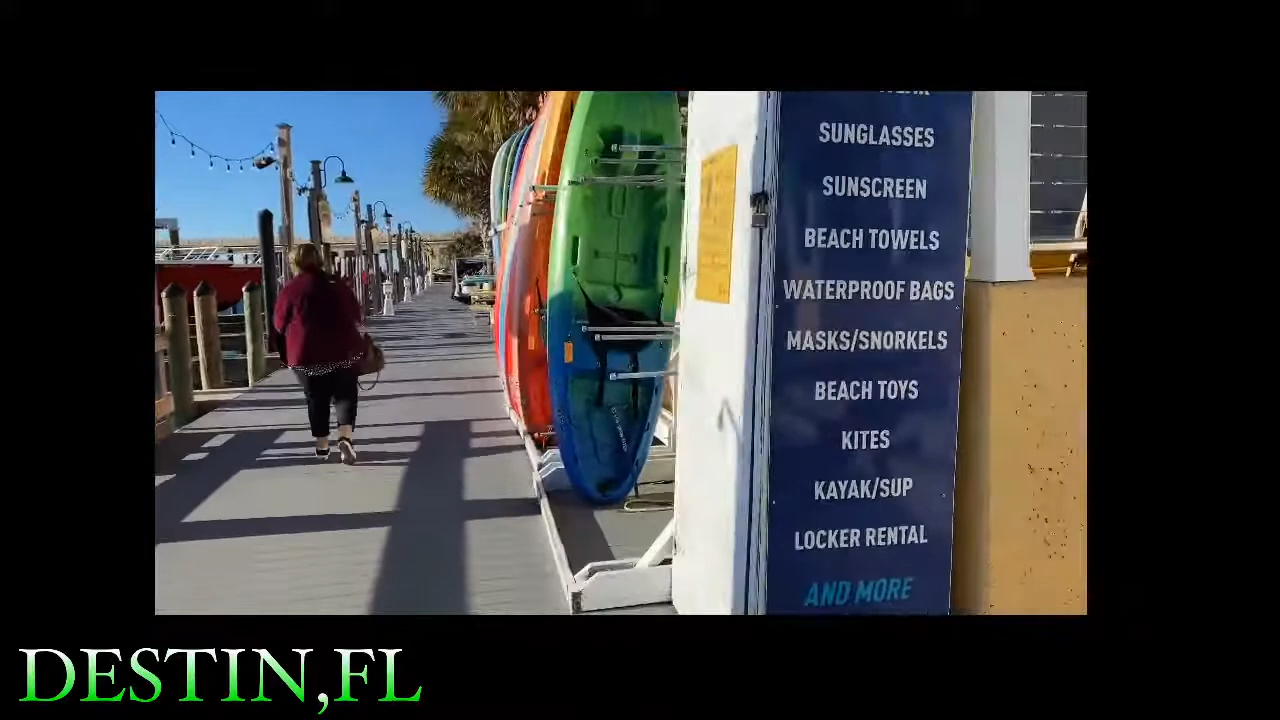 SUNGLASSES
SUNSCREEN
BEACH TOWELS
WATERPROOF BAGS
MASKS/SNORKELS
BEACH TOYS
KITES
KAYAK/SUP
LOCKER RENTAL
AND MORE
DESTIN,FL